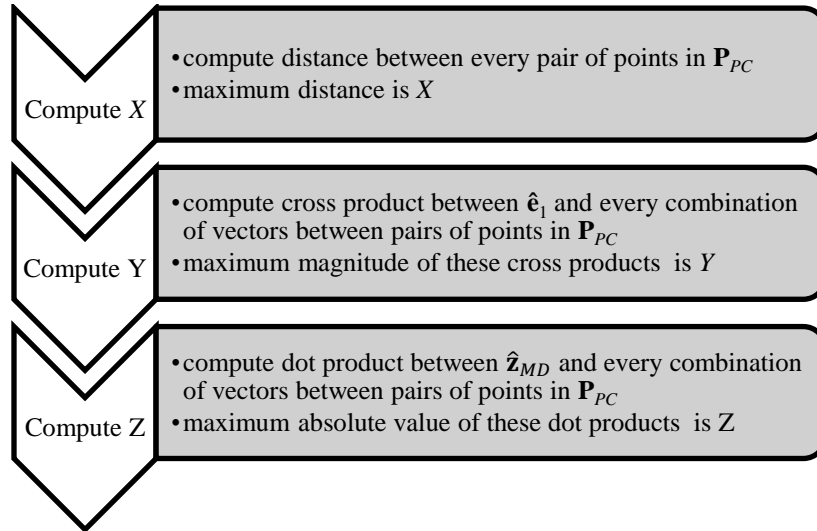 Compute X
•compute distance between every pair of points in P_PC
•maximum distance is X
Compute Y
•compute cross product between ê₁ and every combination
of vectors between pairs of points in P_PC
•maximum magnitude of these cross products is Y
Compute Z
•compute dot product between ẑ_MD and every combination
of vectors between pairs of points in P_PC
•maximum absolute value of these dot products is Z